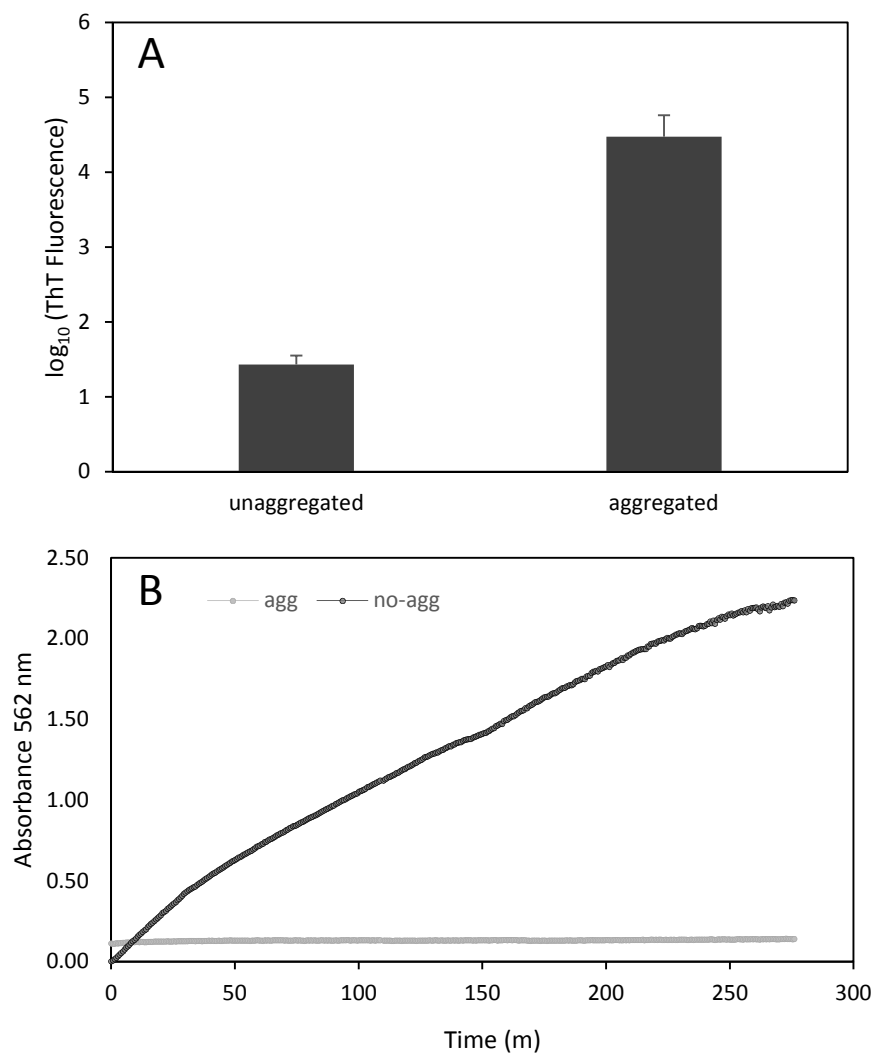 A
6
5
4
3
2
1
0
log₁₀ (ThT Fluorescence)
unaggregated aggregated
B
agg no-agg
2.50
2.00
1.50
1.00
0.50
0.00
Absorbance 562 nm
0 50 100 150 200 250 300
Time (m)